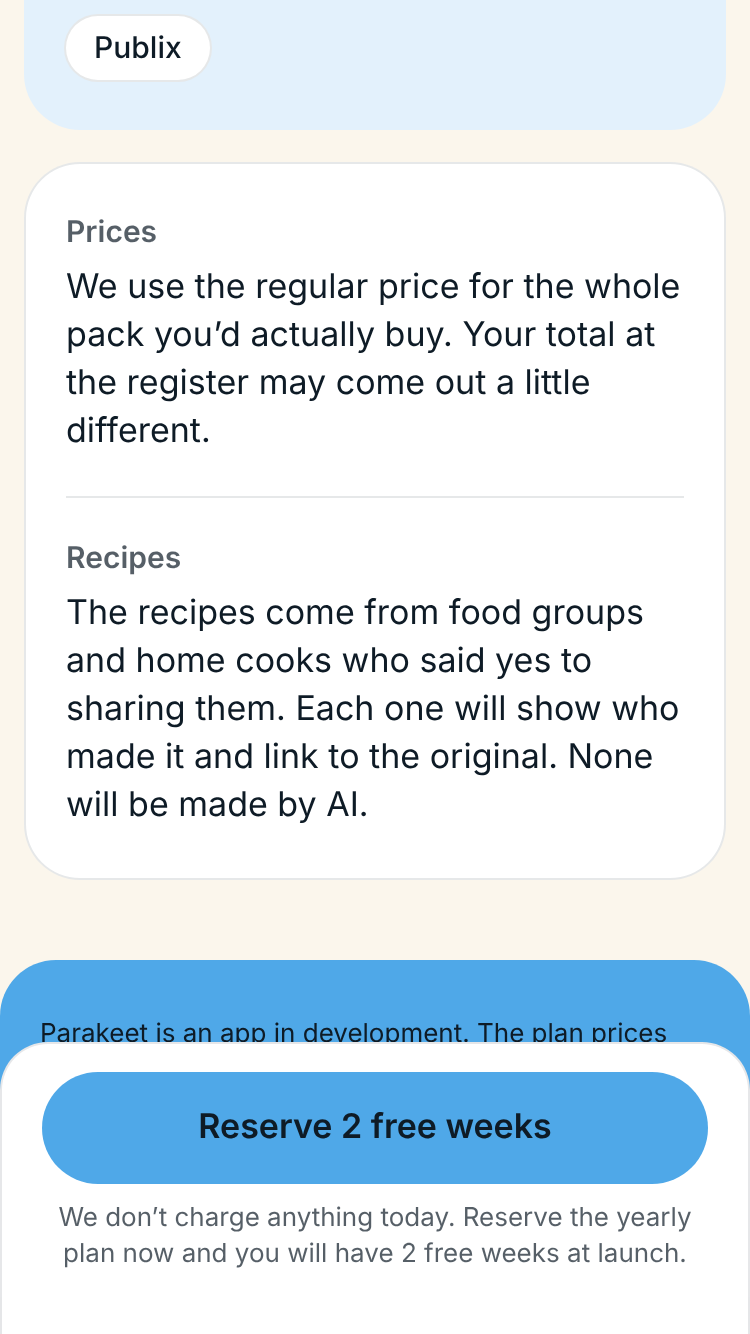 Publix
Prices
We use the regular price for the whole
pack you’d actually buy. Your total at
the register may come out a little
different.
Recipes
The recipes come from food groups
and home cooks who said yes to
sharing them. Each one will show who
made it and link to the original. None
will be made by AI.
Parakeet is an app in development. The plan prices
Reserve 2 free weeks
We don’t charge anything today. Reserve the yearly
plan now and you will have 2 free weeks at launch.